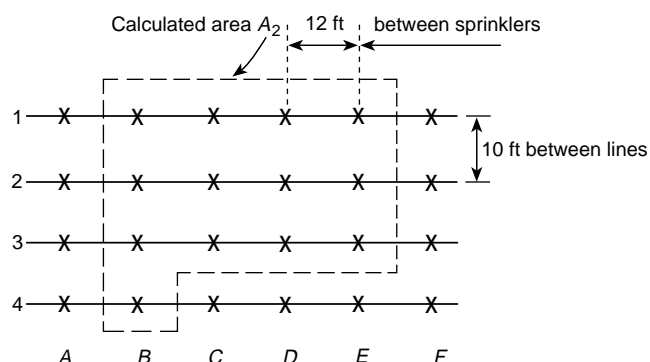 Calculated area A2
12 ft
between sprinklers
1
10 ft between lines
2
3
4
A B C D E F